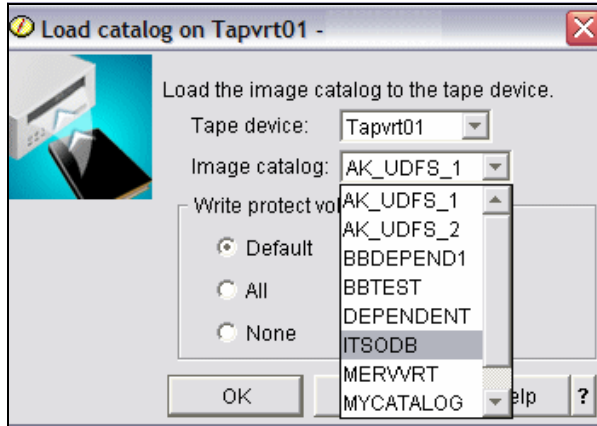 Load catalog on Tapvrt01 -
Load the image catalog to the tape device.
Tape device: Tapvrt01
Image catalog: AK_UDFS_1
Write protect vol
AK_UDFS_1
AK_UDFS_2
Default
BBDEPEND1
BBTEST
All
DEPENDENT
None
ITSODB
MERVVRT
OK
MYCATALOG
elp
?